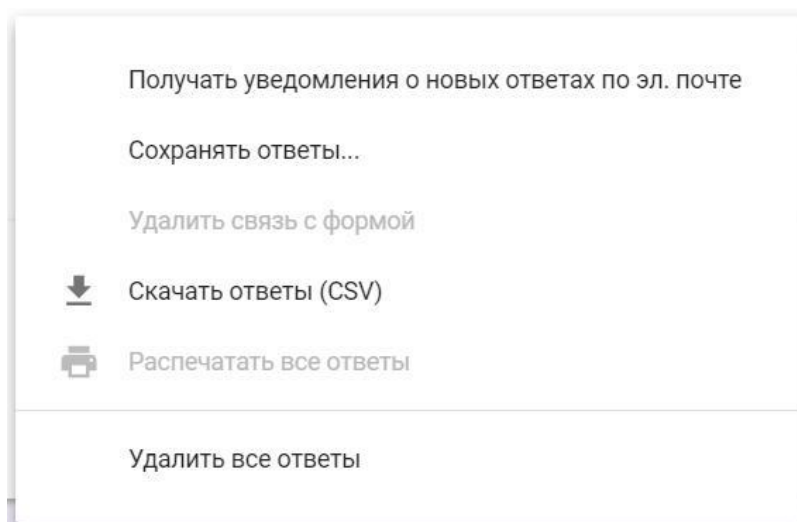 Получать уведомления о новых ответах по эл. почте
Сохранять ответы...
Удалить связь с формой
Скачать ответы (CSV)
Распечатать все ответы
Удалить все ответы